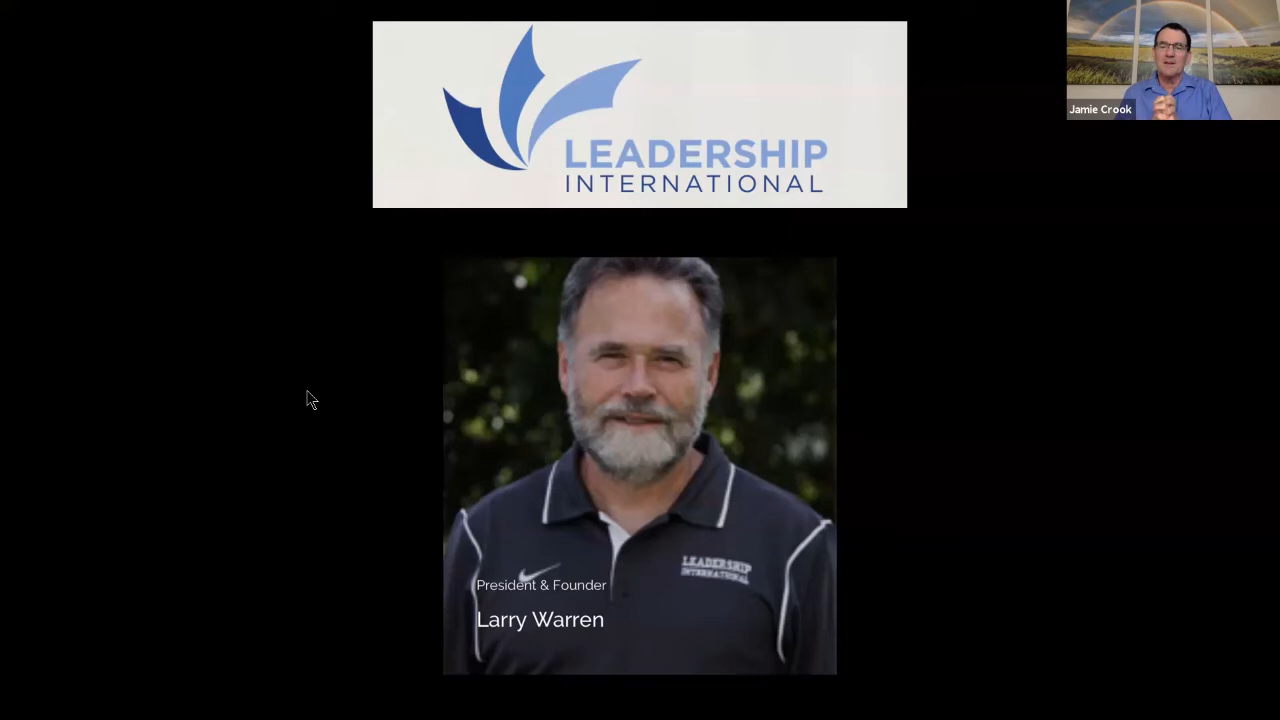 LEADERSHIP
INTERNATIONAL
Jamie Crook
LEADERSHIP
INTERNATIONAL
President & Founder
Larry Warren